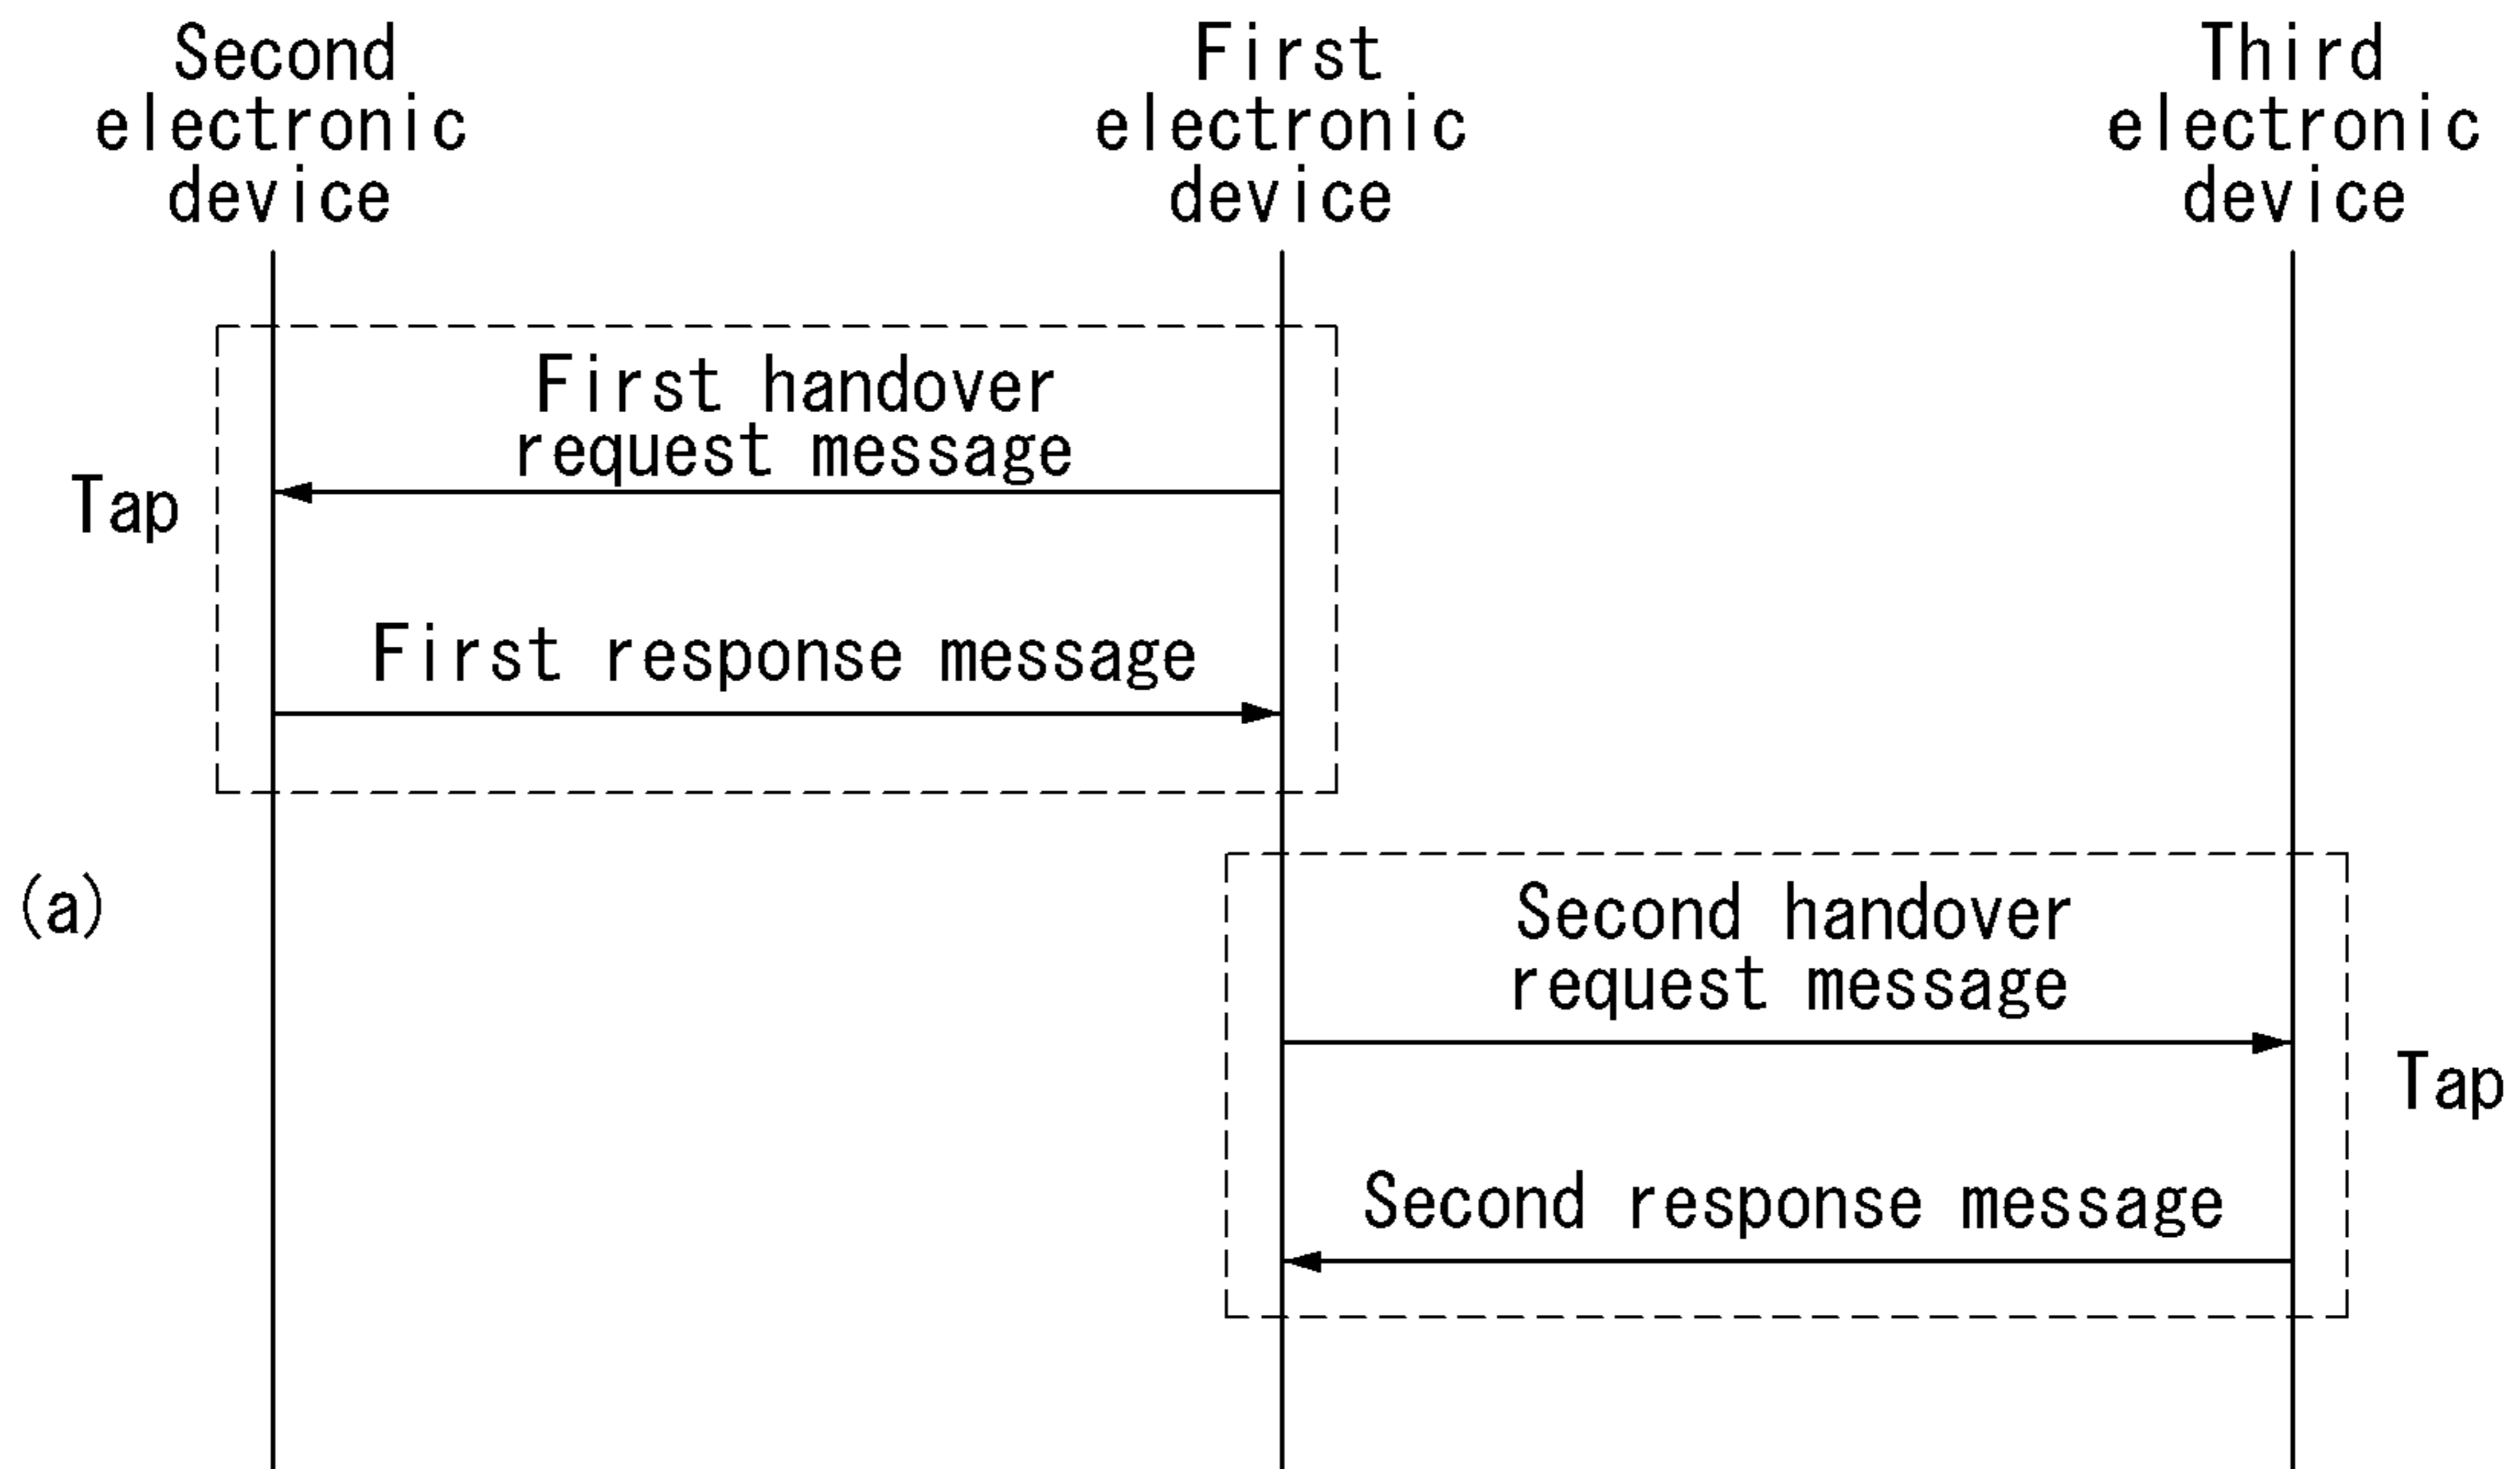 Second
electronic
device
First
electronic
device
Third
electronic
device
First handover
request message
Tap
First response message
(a)
Second handover
request message
Tap
Second response message